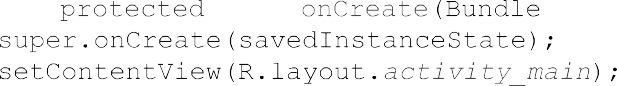 protected onCreate(Bundle
super.onCreate(savedInstanceState);
setContentView(R.layout.activity_main);